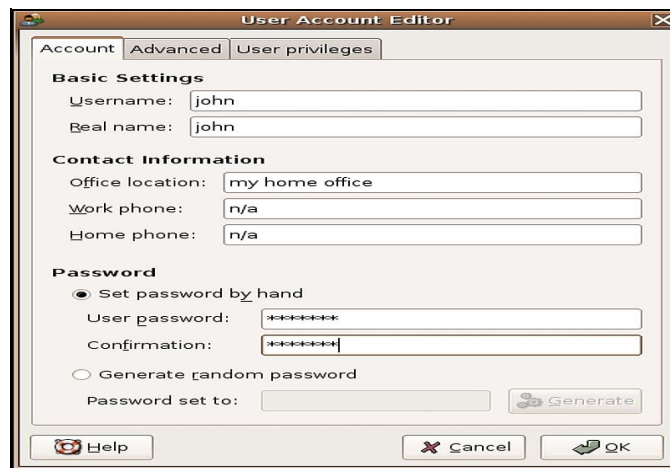 User Account Editor
Account Advanced User privileges
Basic Settings
Username: john
Real name: john
Contact Information
Office location: my home office
Work phone: n/a
Home phone: n/a
Password
Set password by hand
User password: ********
Confirmation: ********
Generate random password
Password set to: Generate
Help Cancel OK